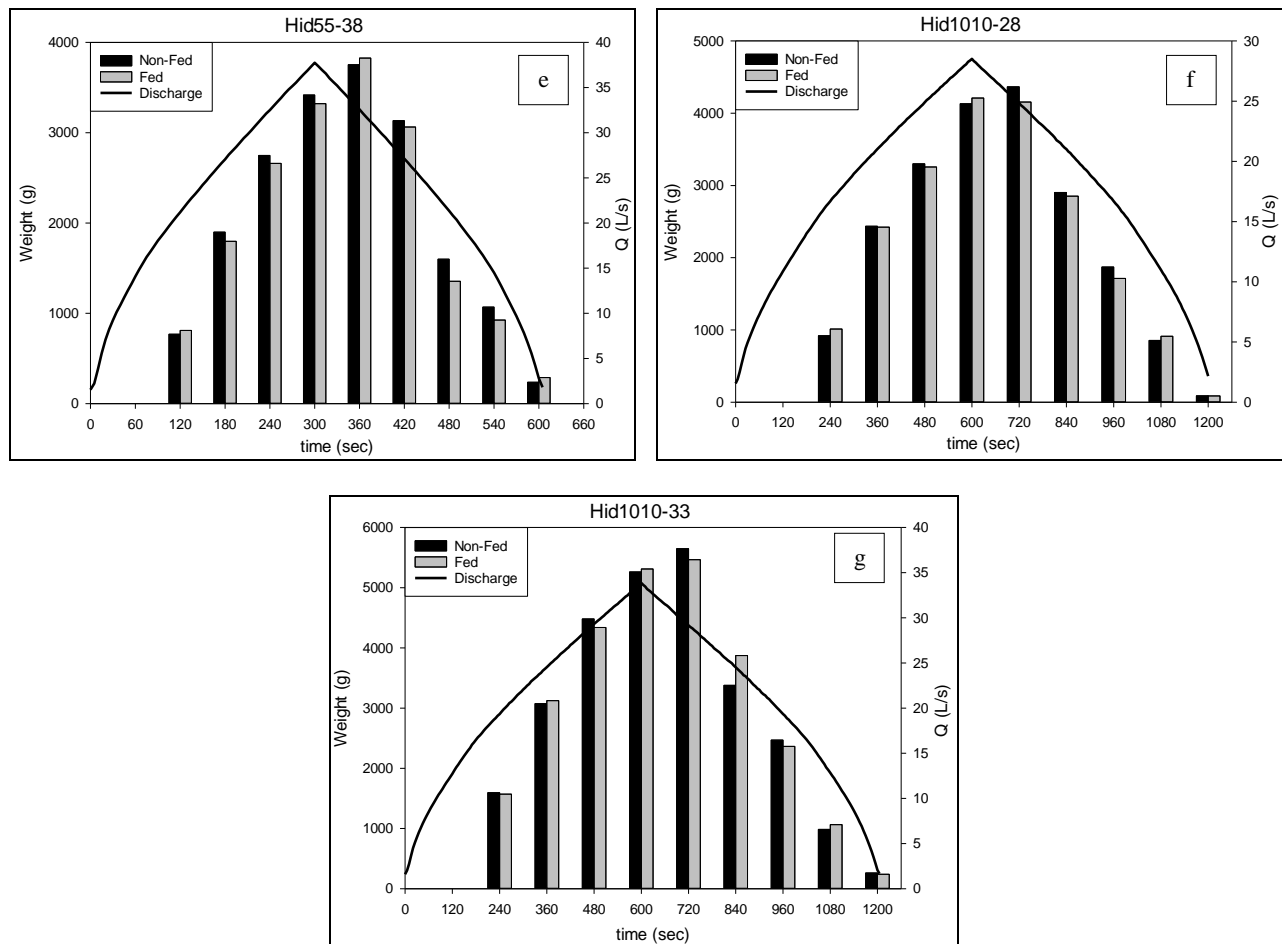 Hid55-38
4000
3000
2000
1000
0
Weight (g)
Non-Fed
Fed
Discharge
e
40
35
30
25
20
15
10
5
0
Q (L/s)
0 60 120 180 240 300 360 420 480 540 600 660
time (sec)
Hid1010-28
5000
4000
3000
2000
1000
0
Weight (g)
Non-Fed
Fed
Discharge
f
30
25
20
15
10
5
0
Q (L/s)
0 120 240 360 480 600 720 840 960 1080 1200
time (sec)
Hid1010-33
6000
5000
4000
3000
2000
1000
0
Weight (g)
Non-Fed
Fed
Discharge
g
40
35
30
25
20
15
10
5
0
Q (L/s)
0 120 240 360 480 600 720 840 960 1080 1200
time (sec)